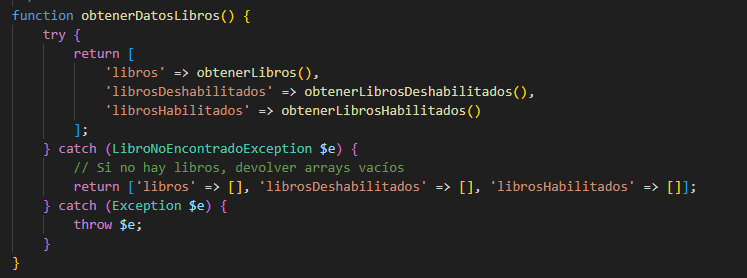 function obtenerDatosLibros() {
    try {
        return [
            'libros' => obtenerLibros(),
            'librosDeshabilitados' => obtenerLibrosDeshabilitados(),
            'librosHabilitados' => obtenerLibrosHabilitados()
        ];
    } catch (LibroNoEncontradoException $e) {
        // Si no hay libros, devolver arrays vacíos
        return ['libros' => [], 'librosDeshabilitados' => [], 'librosHabilitados' => []];
    } catch (Exception $e) {
        throw $e;
    }
}